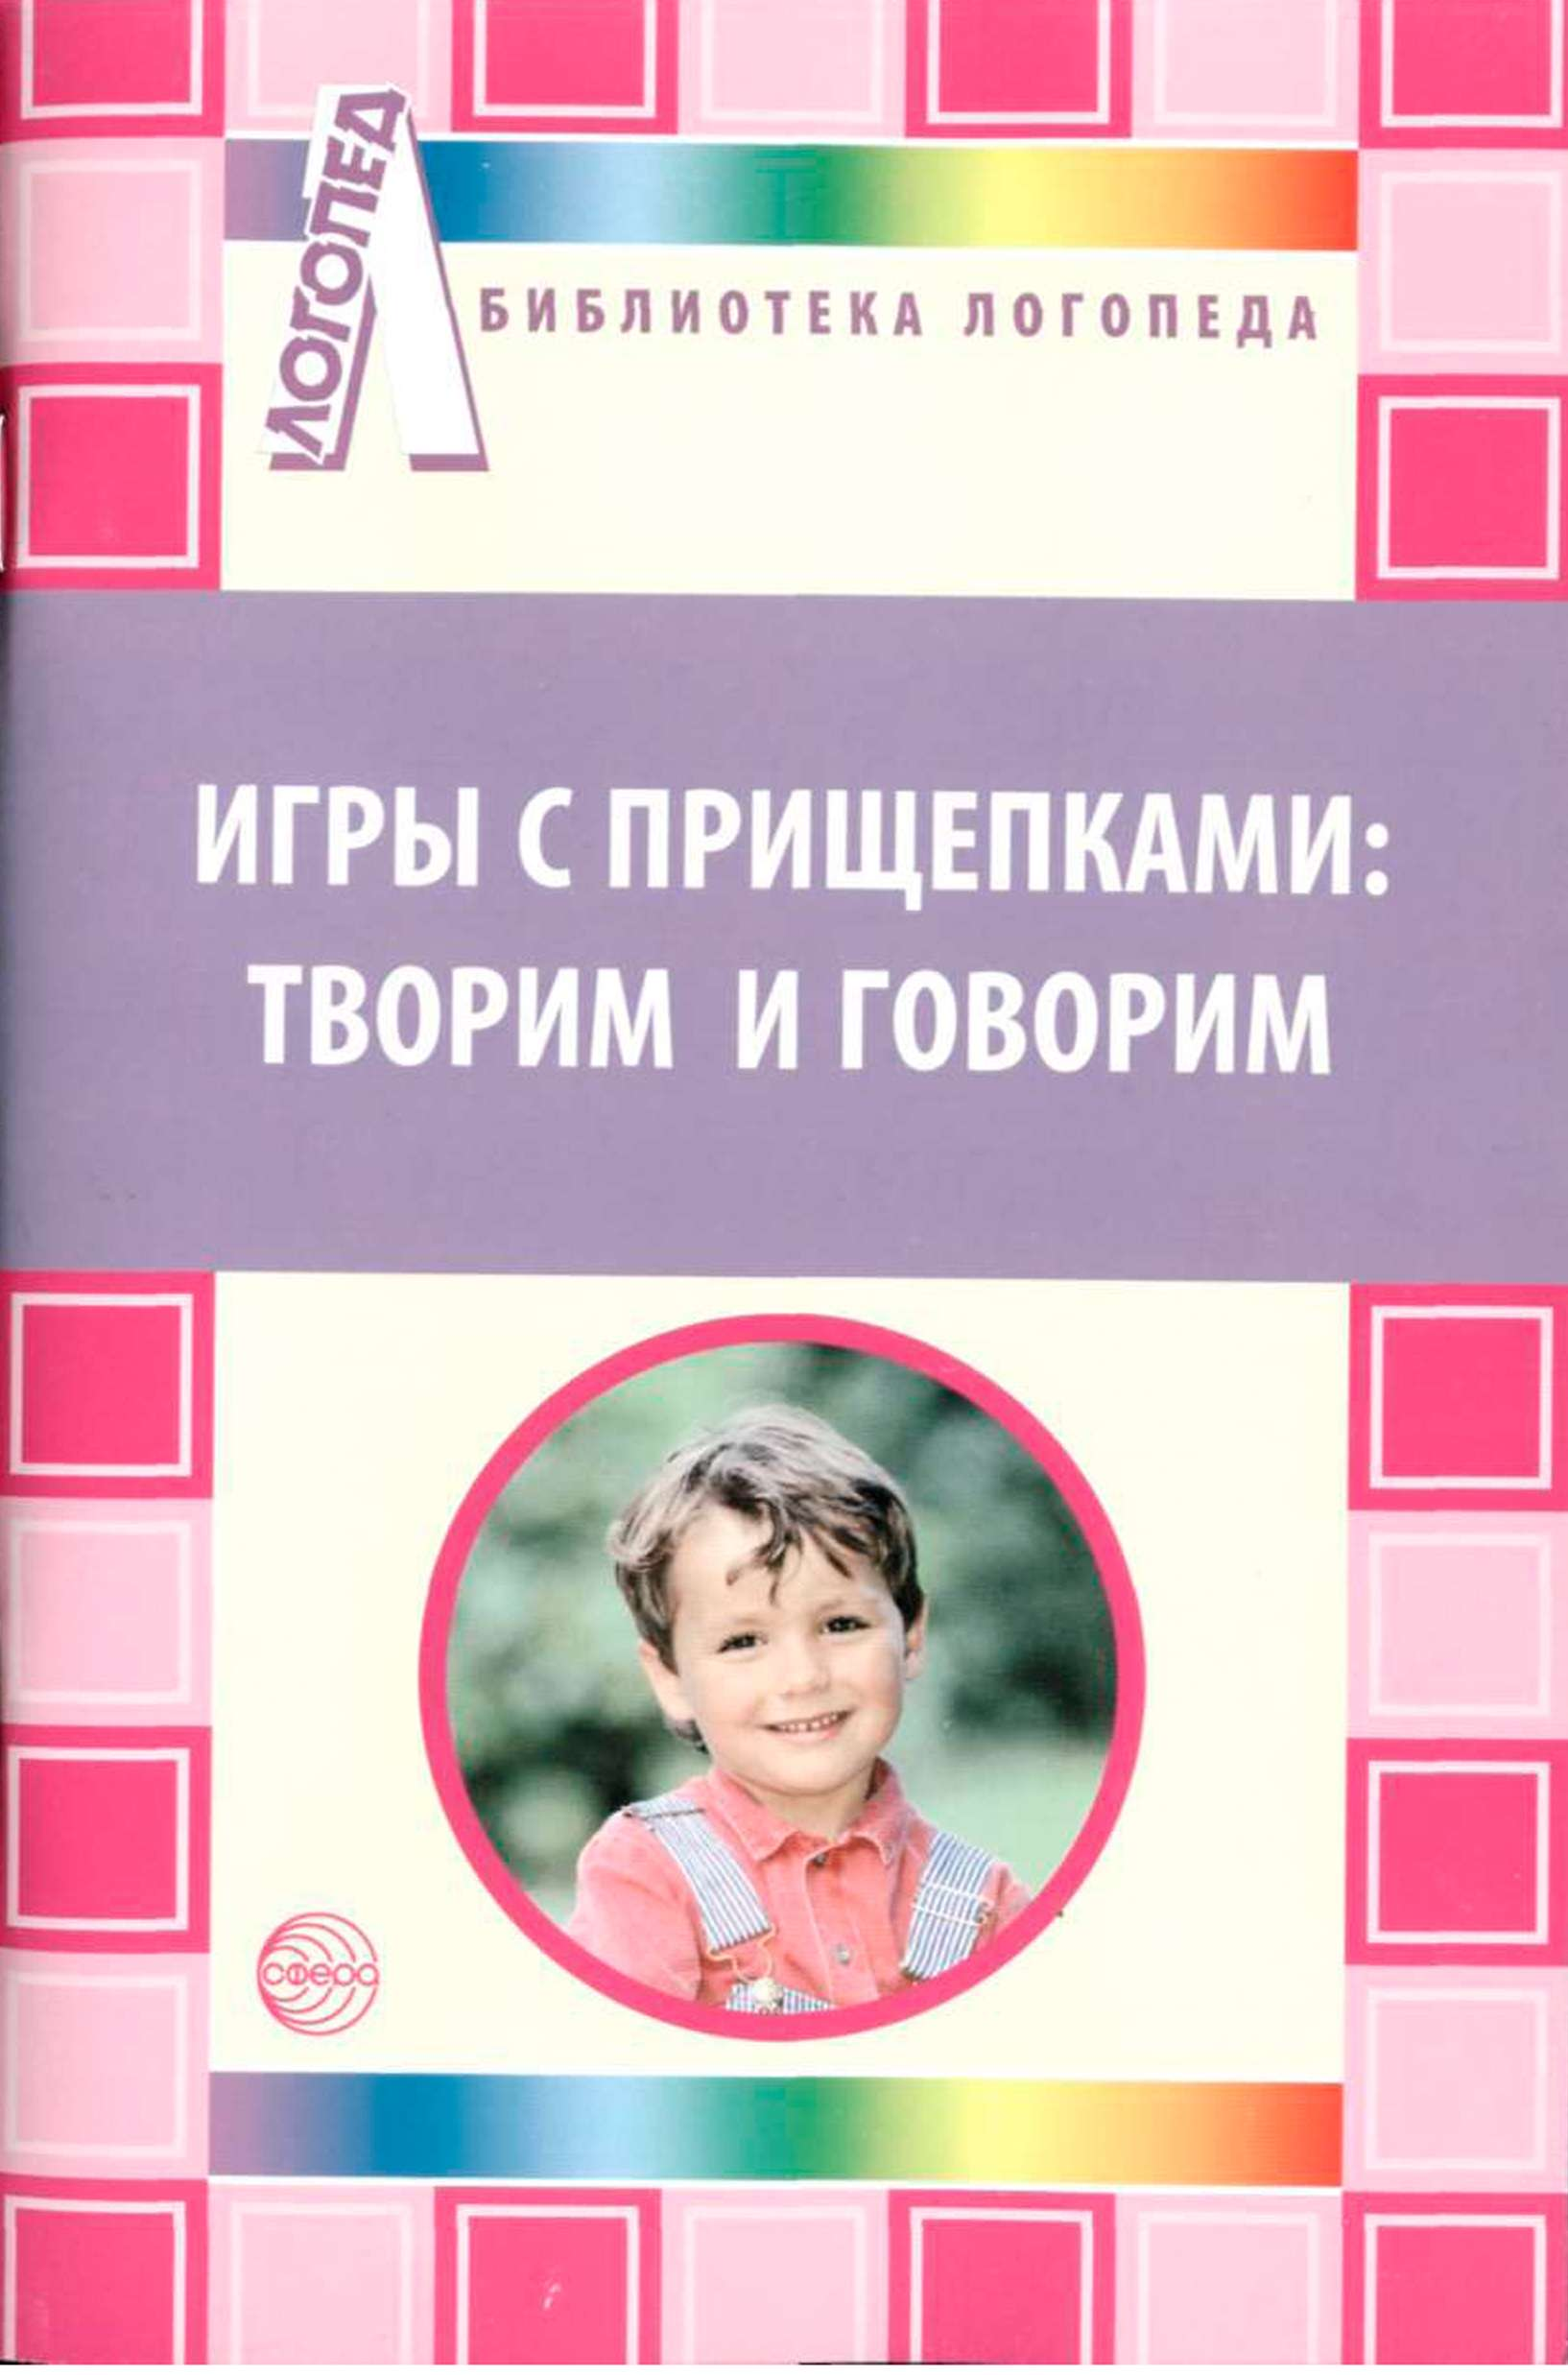 ЛОГОПЕД
БИБЛИОТЕКА ЛОГОПЕДА
ИГРЫ С ПРИЩЕПКАМИ:
ТВОРИМ И ГОВОРИМ
сфера